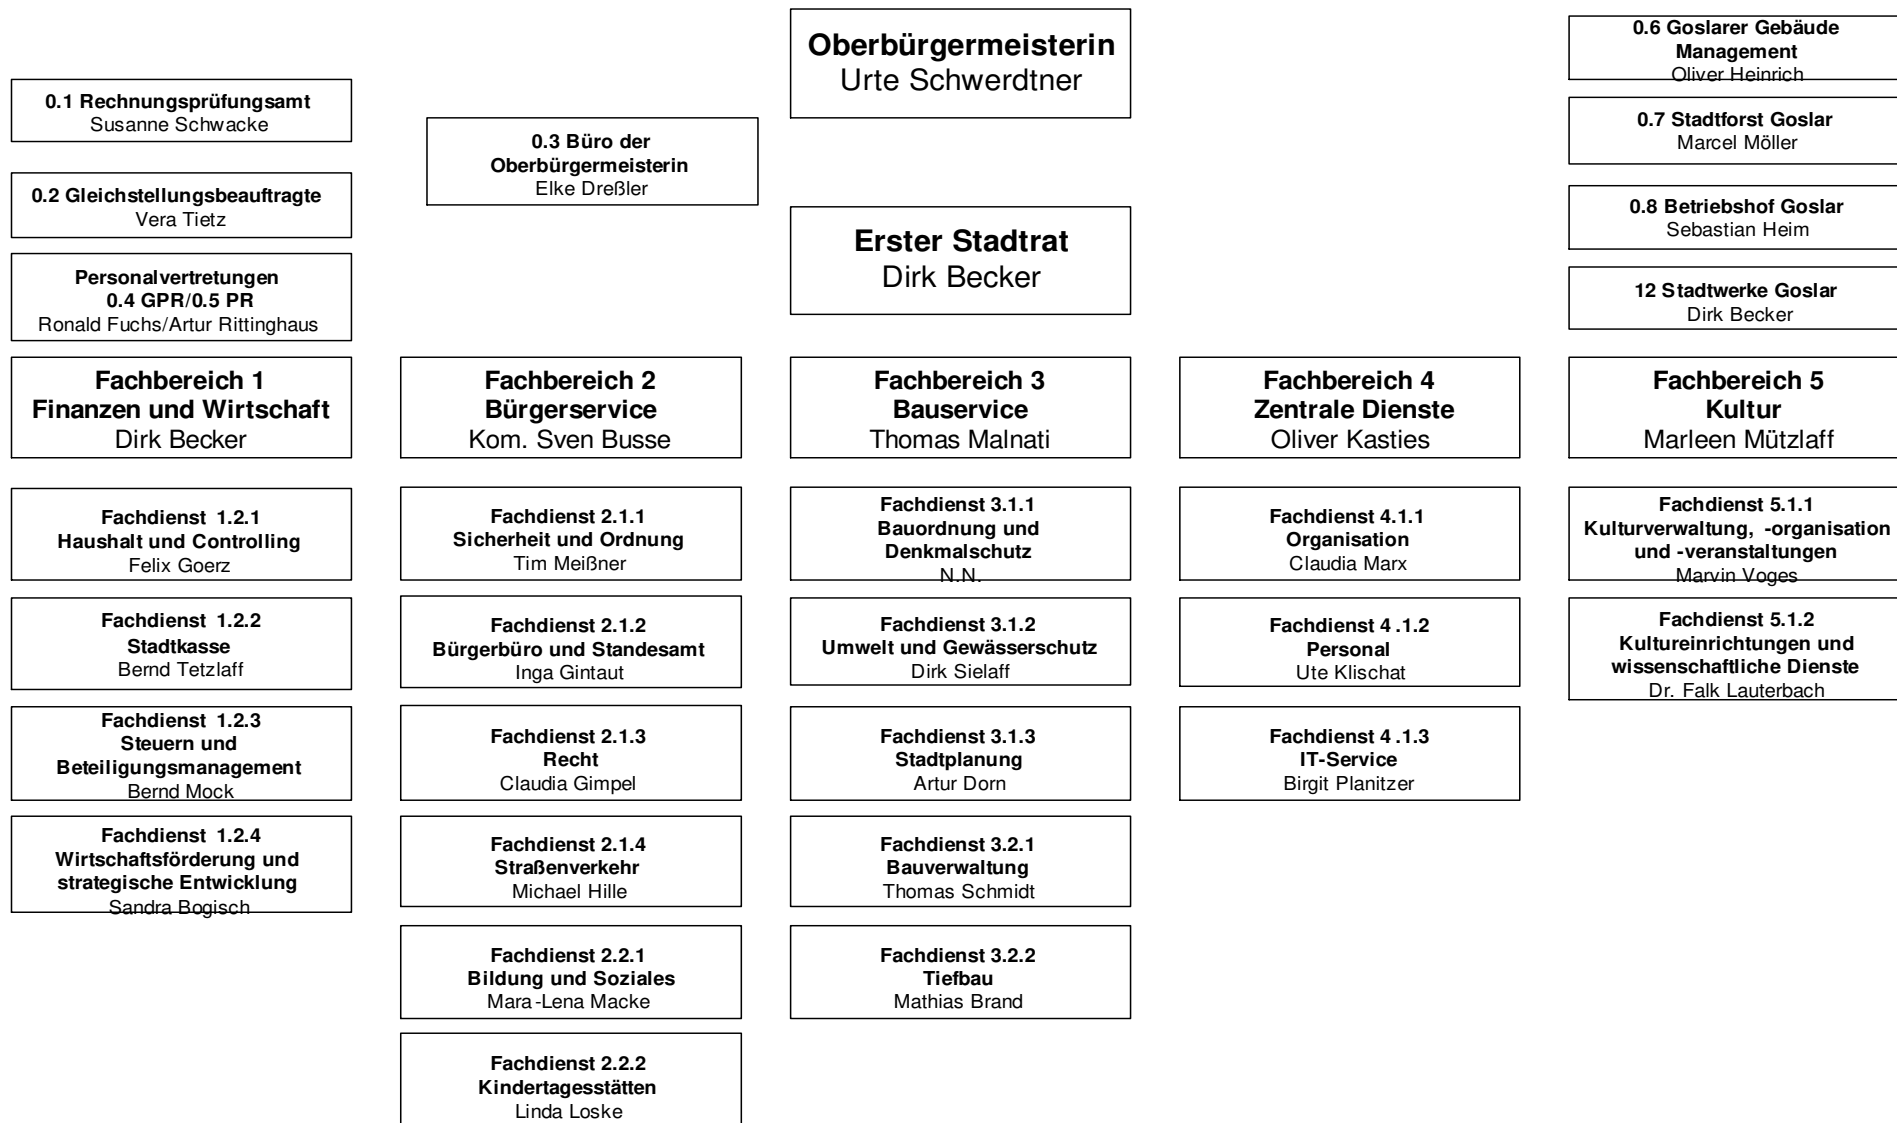 Oberbürgermeisterin
Urte Schwerdtner
0.1 Rechnungsprüfungsamt
Susanne Schwacke
0.2 Gleichstellungsbeauftragte
Vera Tietz
Personalvertretungen
0.4 GPR/0.5 PR
Ronald Fuchs/Artur Rittinghaus
0.3 Büro der
Oberbürgermeisterin
Elke Dreßler
Erster Stadtrat
Dirk Becker
0.6 Goslarer Gebäude
Management
Oliver Heinrich
0.7 Stadtforst Goslar
Marcel Möller
0.8 Betriebshof Goslar
Sebastian Heim
12 Stadtwerke Goslar
Dirk Becker
Fachbereich 1
Finanzen und Wirtschaft
Dirk Becker
Fachdienst 1.2.1
Haushalt und Controlling
Felix Goerz
Fachdienst 1.2.2
Stadtkasse
Bernd Tetzlaff
Fachdienst 1.2.3
Steuern und
Beteiligungsmanagement
Bernd Mock
Fachdienst 1.2.4
Wirtschaftsförderung und
strategische Entwicklung
Sandra Bogisch
Fachbereich 2
Bürgerservice
Kom. Sven Busse
Fachdienst 2.1.1
Sicherheit und Ordnung
Tim Meißner
Fachdienst 2.1.2
Bürgerbüro und Standesamt
Inga Gintaut
Fachdienst 2.1.3
Recht
Claudia Gimpel
Fachdienst 2.1.4
Straßenverkehr
Michael Hille
Fachdienst 2.2.1
Bildung und Soziales
Mara-Lena Macke
Fachdienst 2.2.2
Kindertagesstätten
Linda Loske
Fachbereich 3
Bauservice
Thomas Malnati
Fachdienst 3.1.1
Bauordnung und
Denkmalschutz
N.N.
Fachdienst 3.1.2
Umwelt und Gewässerschutz
Dirk Sielaff
Fachdienst 3.1.3
Stadtplanung
Artur Dorn
Fachdienst 3.2.1
Bauverwaltung
Thomas Schmidt
Fachdienst 3.2.2
Tiefbau
Mathias Brand
Fachbereich 4
Zentrale Dienste
Oliver Kasties
Fachdienst 4.1.1
Organisation
Claudia Marx
Fachdienst 4.1.2
Personal
Ute Klischat
Fachdienst 4.1.3
IT-Service
Birgit Planitzer
Fachbereich 5
Kultur
Marleen Mützlaff
Fachdienst 5.1.1
Kulturverwaltung, -organisation
und -veranstaltungen
Marvin Voges
Fachdienst 5.1.2
Kultureinrichtungen und
wissenschaftliche Dienste
Dr. Falk Lauterbach